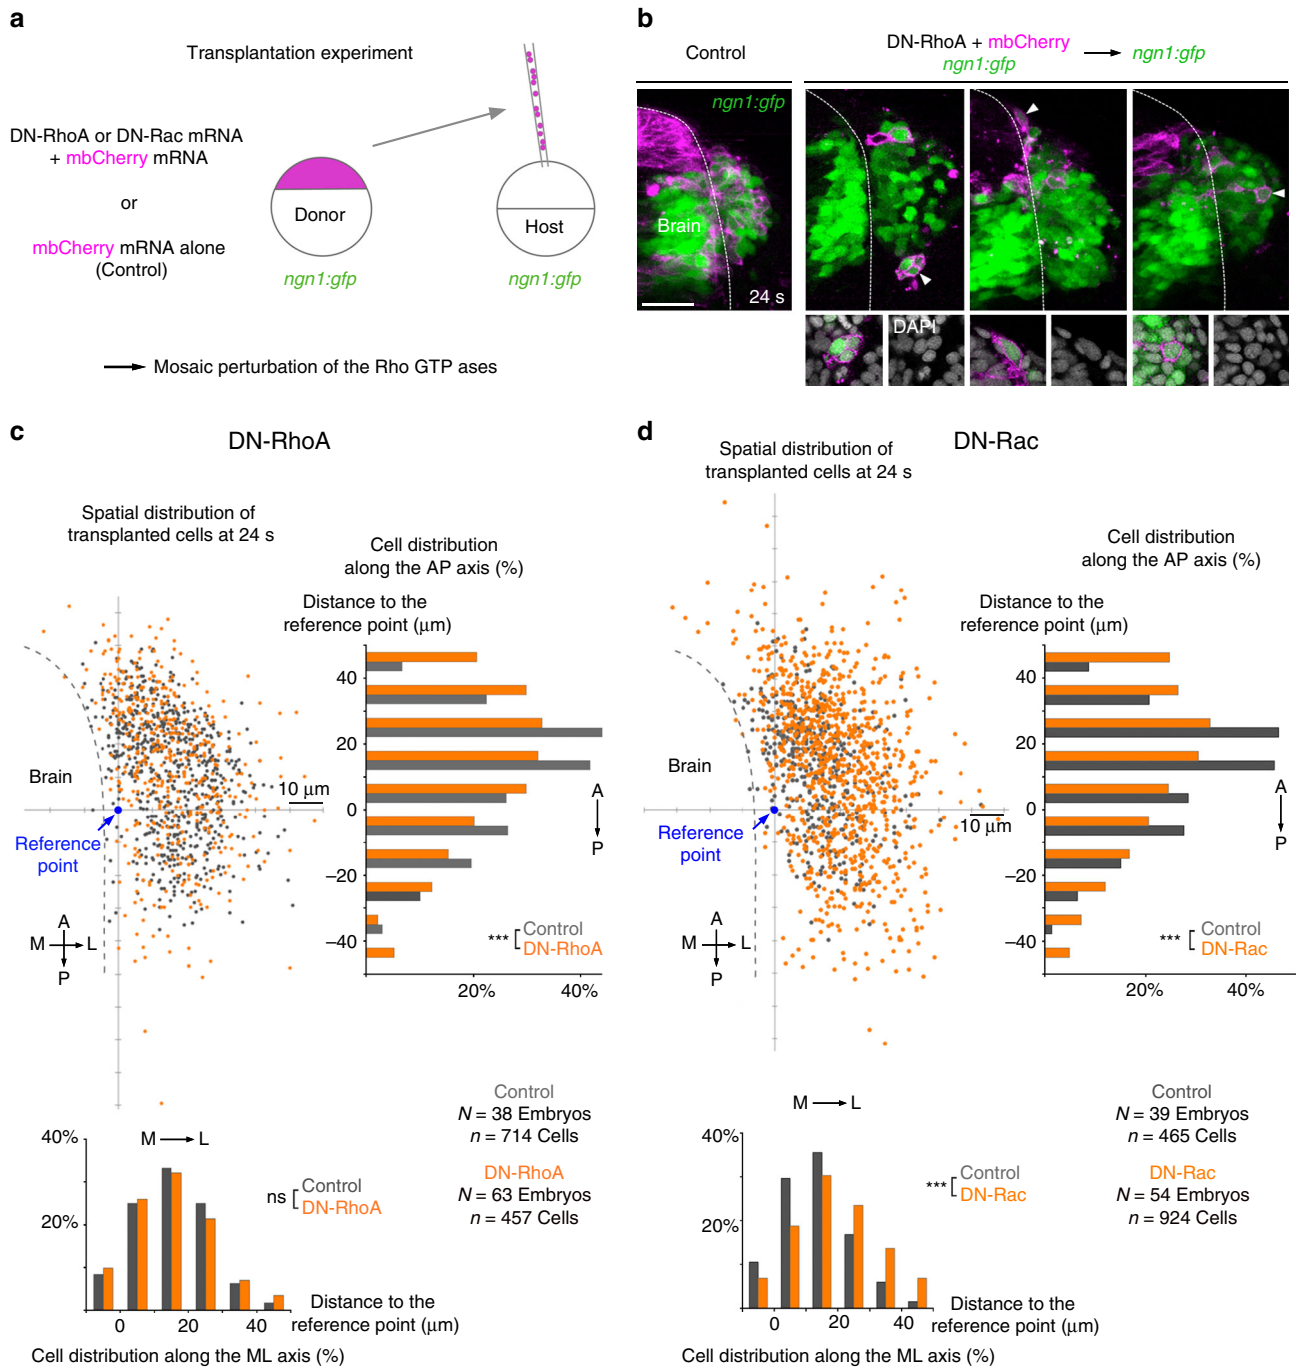 a
Transplantation experiment
DN-RhoA or DN-Rac mRNA
+ mbCherry mRNA
or
mbCherry mRNA alone
(Control)
Donor
ngn1:gfp
Host
ngn1:gfp
Mosaic perturbation of the Rho GTP ases
b
Control
DN-RhoA + mbCherry
ngn1:gfp
ngn1:gfp
ngn1:gfp
Brain
24 s
DAPI
c
DN-RhoA
Spatial distribution of
transplanted cells at 24 s
Cell distribution
along the AP axis (%)
Distance to the
reference point (μm)
40
20
0
−20
−40
20%
40%
Brain
10 μm
Reference
point
A
P
A
M
L
P
***
Control
DN-RhoA
Control
N = 38 Embryos
n = 714 Cells
DN-RhoA
N = 63 Embryos
n = 457 Cells
40%
20%
M
L
ns
Control
DN-RhoA
0
20
40
Distance to the
reference point (μm)
Cell distribution along the ML axis (%)
d
DN-Rac
Spatial distribution of
transplanted cells at 24 s
Cell distribution
along the AP axis (%)
Distance to the
reference point (μm)
40
20
0
−20
−40
20%
40%
Brain
10 μm
Reference
point
A
P
A
M
L
P
***
Control
DN-Rac
Control
N = 39 Embryos
n = 465 Cells
DN-Rac
N = 54 Embryos
n = 924 Cells
M
L
40%
20%
***
Control
DN-Rac
0
20
40
Distance to the
reference point (μm)
Cell distribution along the ML axis (%)